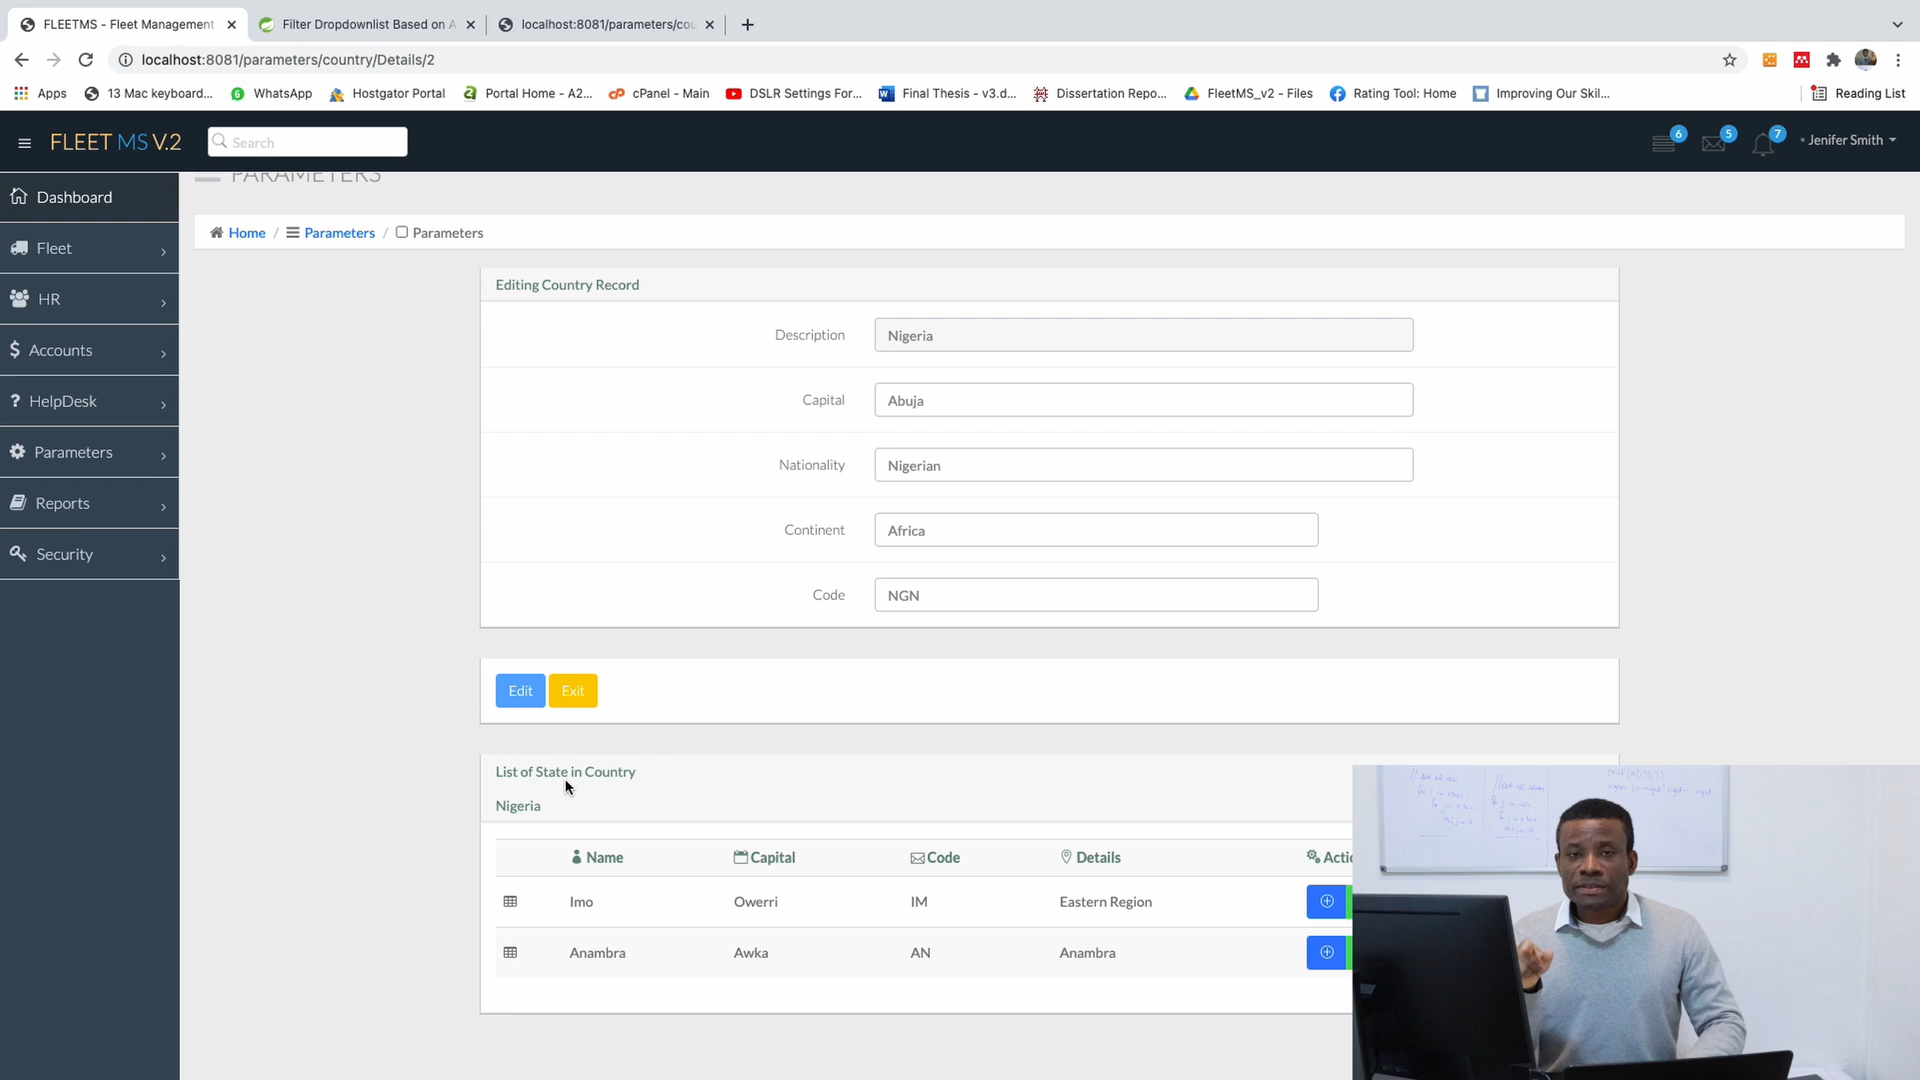 FLEETMS - Fleet Management
Filter Dropdownlist Based on A
localhost:8081/parameters/cou
localhost:8081/parameters/country/Details/2
Apps
13 Mac keyboard...
WhatsApp
Hostgator Portal
Portal Home - A2...
cPanel - Main
DSLR Settings For...
Final Thesis - v3.d...
Dissertation Repo...
FleetMS_v2 - Files
Rating Tool: Home
Improving Our Skil...
Reading List
FLEET MS V.2
Search
6
5
7
Jenifer Smith
PARAMETERS
Dashboard
Fleet
HR
Accounts
HelpDesk
Parameters
Reports
Security
Home / Parameters / Parameters
Editing Country Record
Description Nigeria
Capital Abuja
Nationality Nigerian
Continent Africa
Code NGN
Edit Exit
List of State in Country
Nigeria
Name Capital Code Details Actio
Imo Owerri IM Eastern Region
Anambra Awka AN Anambra